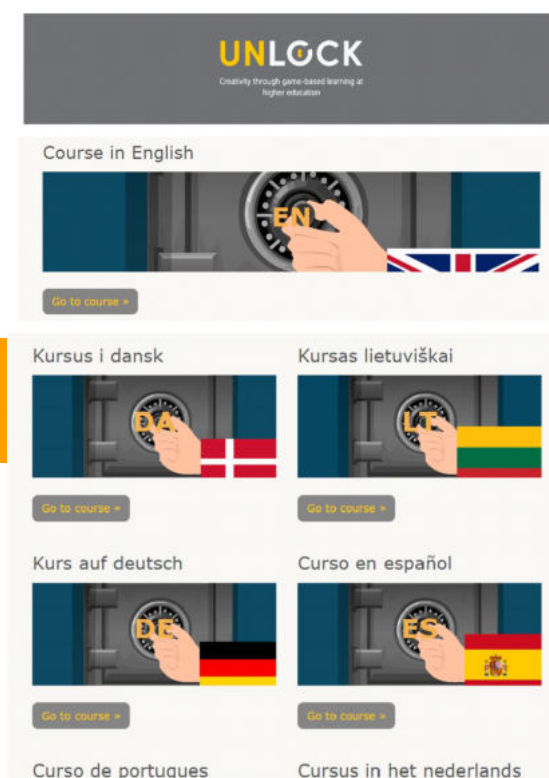 UNLOCK
Creativity through game-based learning at
higher education
Course in English
EN
Go to course »
Kursus i dansk
Kursas lietuviškai
DA
LT
Go to course »
Go to course »
Kurs auf deutsch
Curso en español
DE
ES
Go to course »
Go to course »
Curso de portugues
Cursus in het nederlands